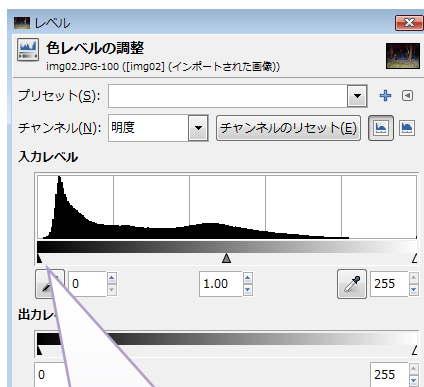 レベル
色レベルの調整
img02.JPG-100 ([img02] (インポートされた画像))
プリセット(S):
チャンネル(N): 明度 チャンネルのリセット(E)
入力レベル
0 1.00 255
出力レ
0 255